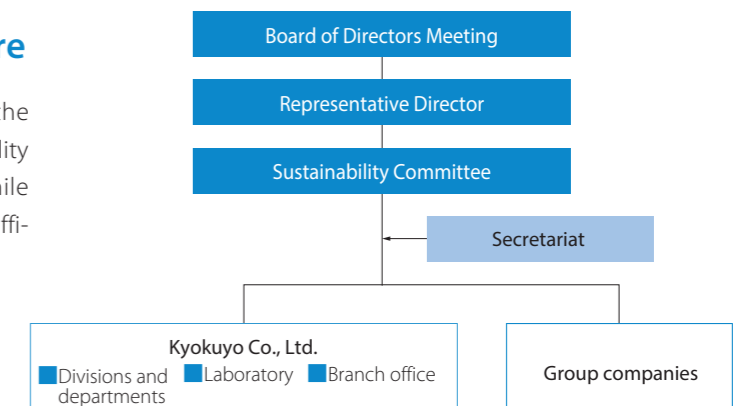 re
the
lity
ile
ffi-
Board of Directors Meeting
Representative Director
Sustainability Committee
Secretariat
Kyokuyo Co., Ltd.
Divisions and departments
Laboratory
Branch office
Group companies